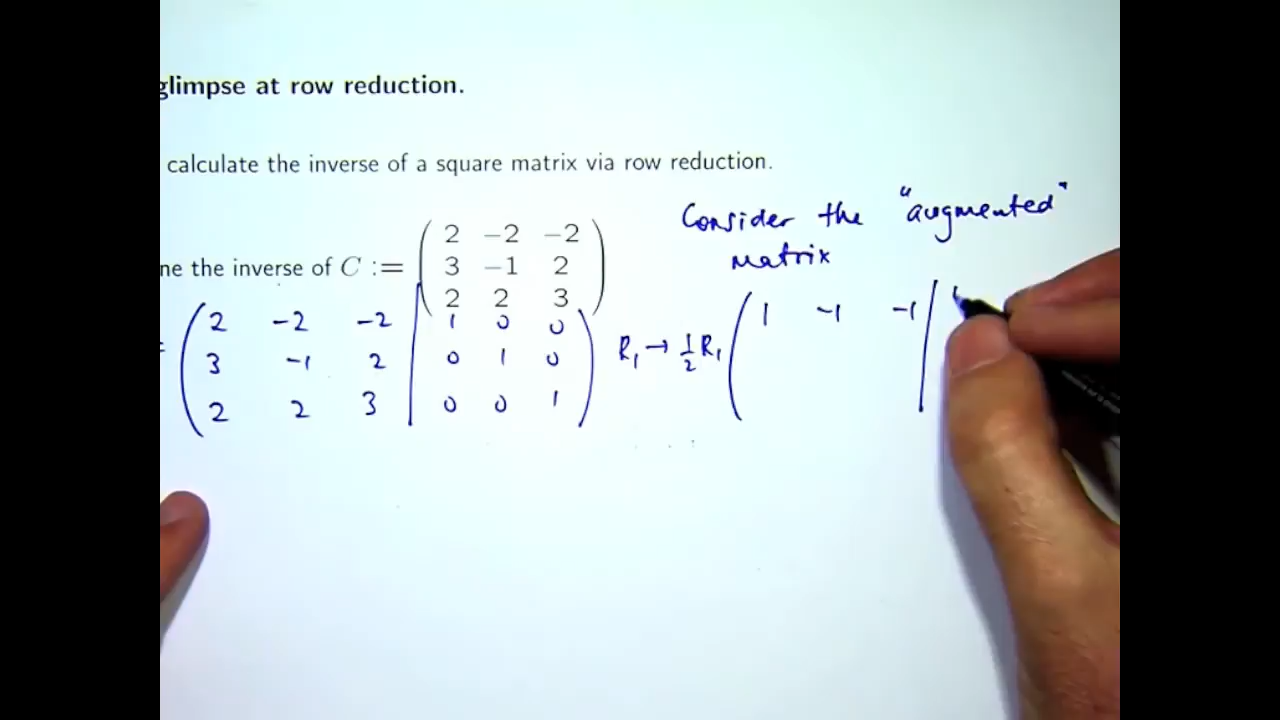 glimpse at row reduction.
calculate the inverse of a square matrix via row reduction.
Consider the "augmented"
matrix
ne the inverse of C := ( 2 −2 −2
3 −1 2
2 2 3 )
( 2 -2 -2 | 1 0 0
3 -1 2 | 0 1 0
2 2 3 | 0 0 1 )
R₁ → ½R₁ ( 1 -1 -1 |